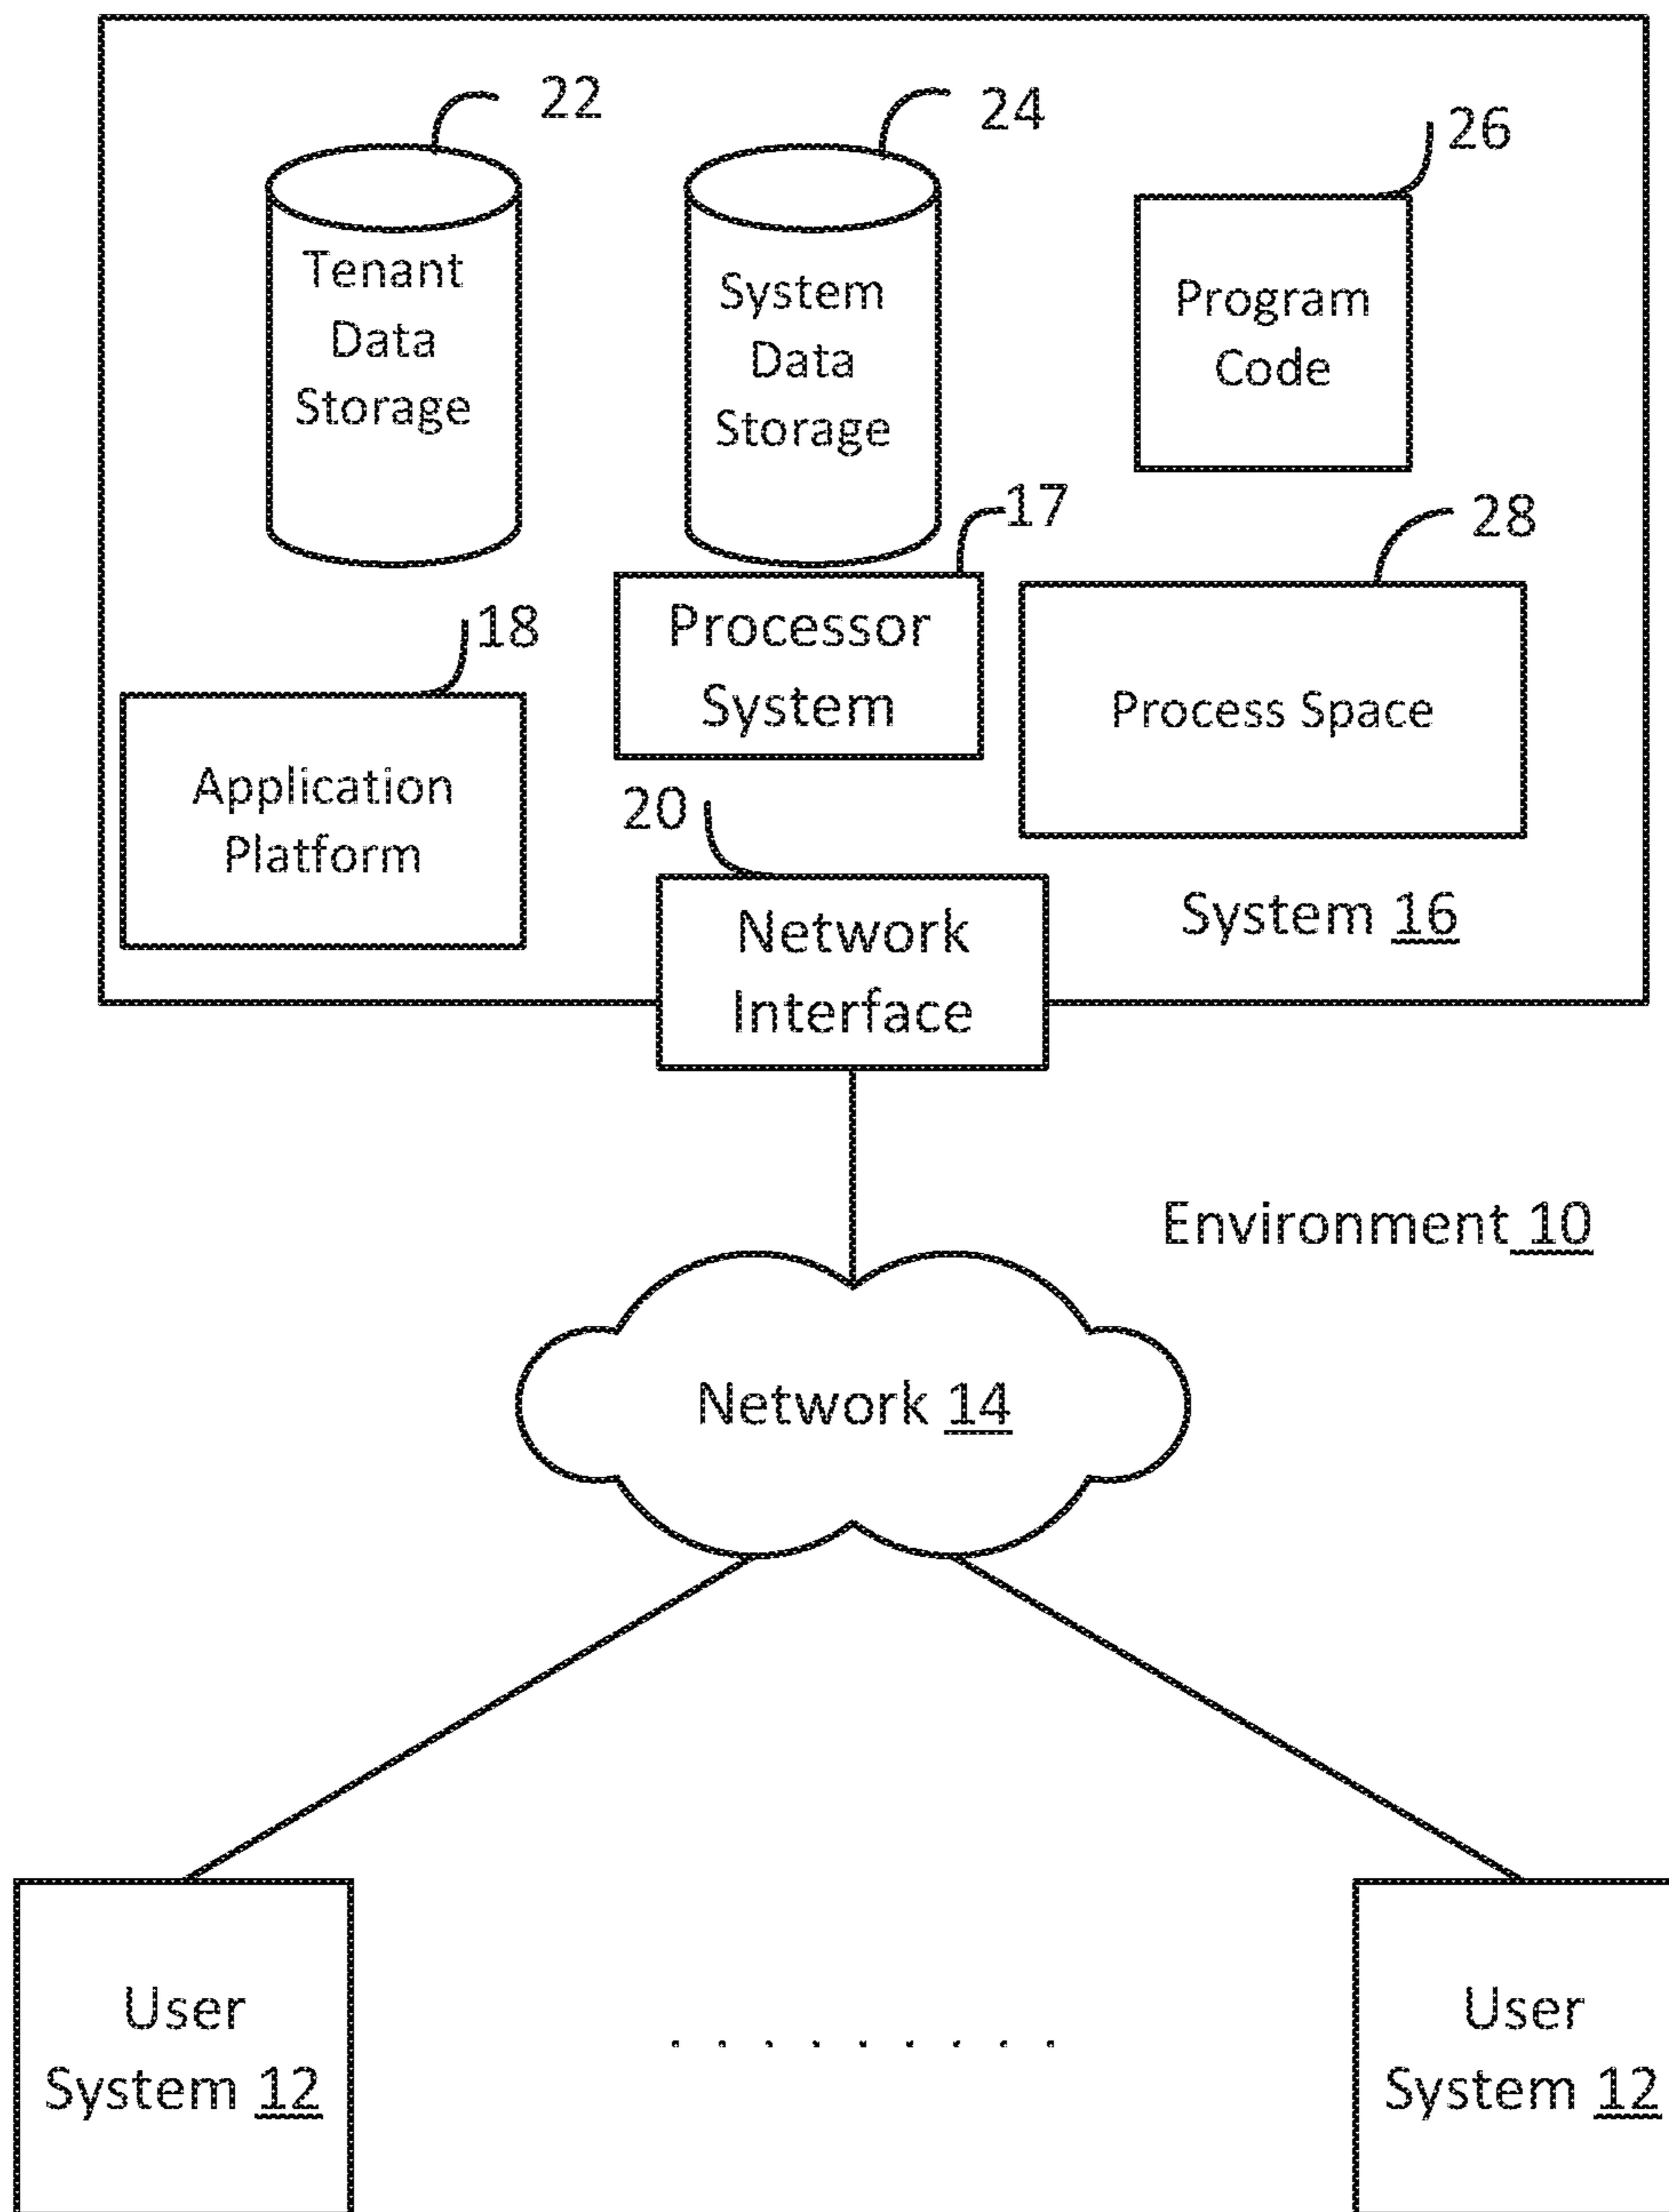 22
24
26
Tenant
Data
Storage
System
Data
Storage
Program
Code
17
28
18
Processor
System
Process Space
Application
Platform
20
Network
Interface
System 16
Environment 10
Network 14
User
System 12
. . . . . . . . .
User
System 12